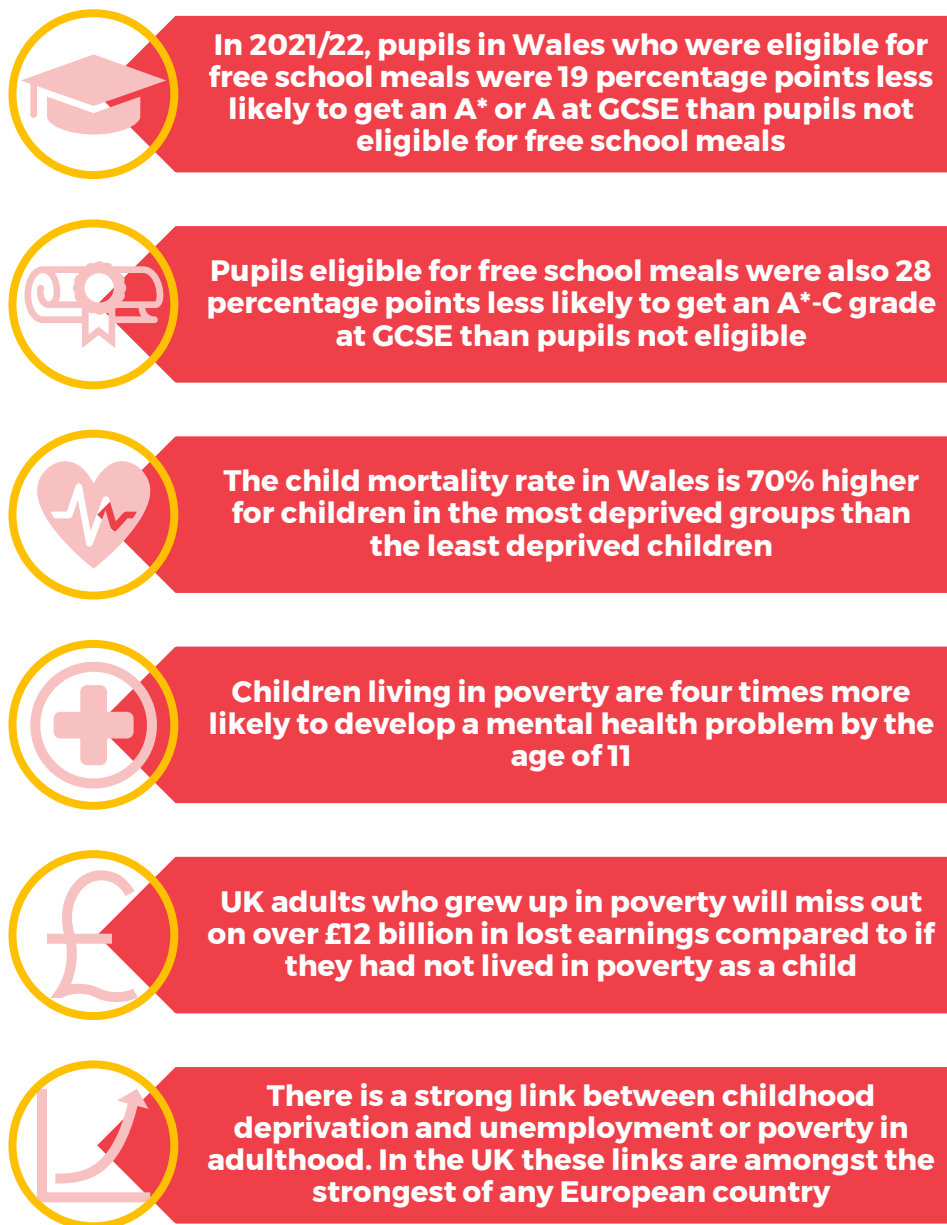 In 2021/22, pupils in Wales who were eligible for
free school meals were 19 percentage points less
likely to get an A* or A at GCSE than pupils not
eligible for free school meals
Pupils eligible for free school meals were also 28
percentage points less likely to get an A*-C grade
at GCSE than pupils not eligible
The child mortality rate in Wales is 70% higher
for children in the most deprived groups than
the least deprived children
Children living in poverty are four times more
likely to develop a mental health problem by the
age of 11
UK adults who grew up in poverty will miss out
on over £12 billion in lost earnings compared to if
they had not lived in poverty as a child
There is a strong link between childhood
deprivation and unemployment or poverty in
adulthood. In the UK these links are amongst the
strongest of any European country